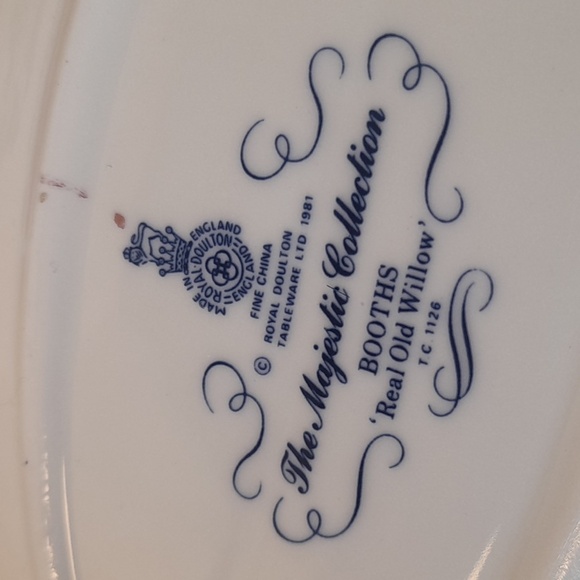 MADE IN ENGLAND
ROYAL·DOULTON
ENGLAND
FINE CHINA
© ROYAL DOULTON
TABLEWARE LTD 1981
The Majestic Collection
BOOTHS
'Real Old Willow'
T.C. 1126